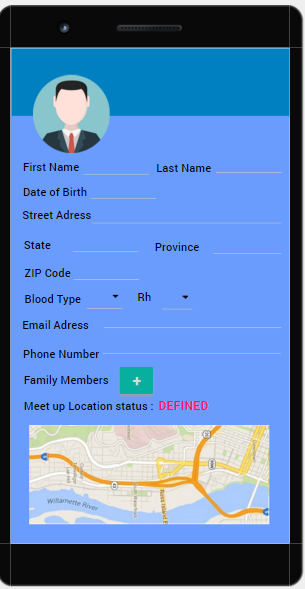 First Name Last Name
Date of Birth
Street Adress
State Province
ZIP Code
Blood Type Rh
Email Adress
Phone Number
Family Members +
Meet up Location status : DEFINED
Willamette River